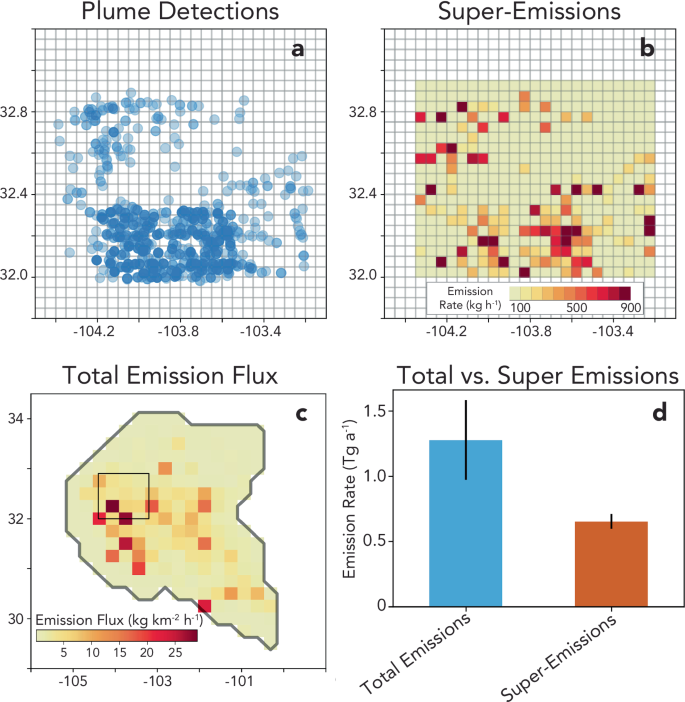 Plume Detections
Super-Emissions
a
b
32.8
32.4
32.0
-104.2
-103.8
-103.4
32.8
32.4
32.0
Emission
Rate (kg h⁻¹)
100
500
900
-104.2
-103.8
-103.4
Total Emission Flux
Total vs. Super Emissions
c
d
34
32
30
Emission Flux (kg km⁻² h⁻¹)
5
10
15
20
25
-105
-103
-101
Emission Rate (Tg a⁻¹)
1.5
1.0
0.5
0
Total Emissions
Super-Emissions